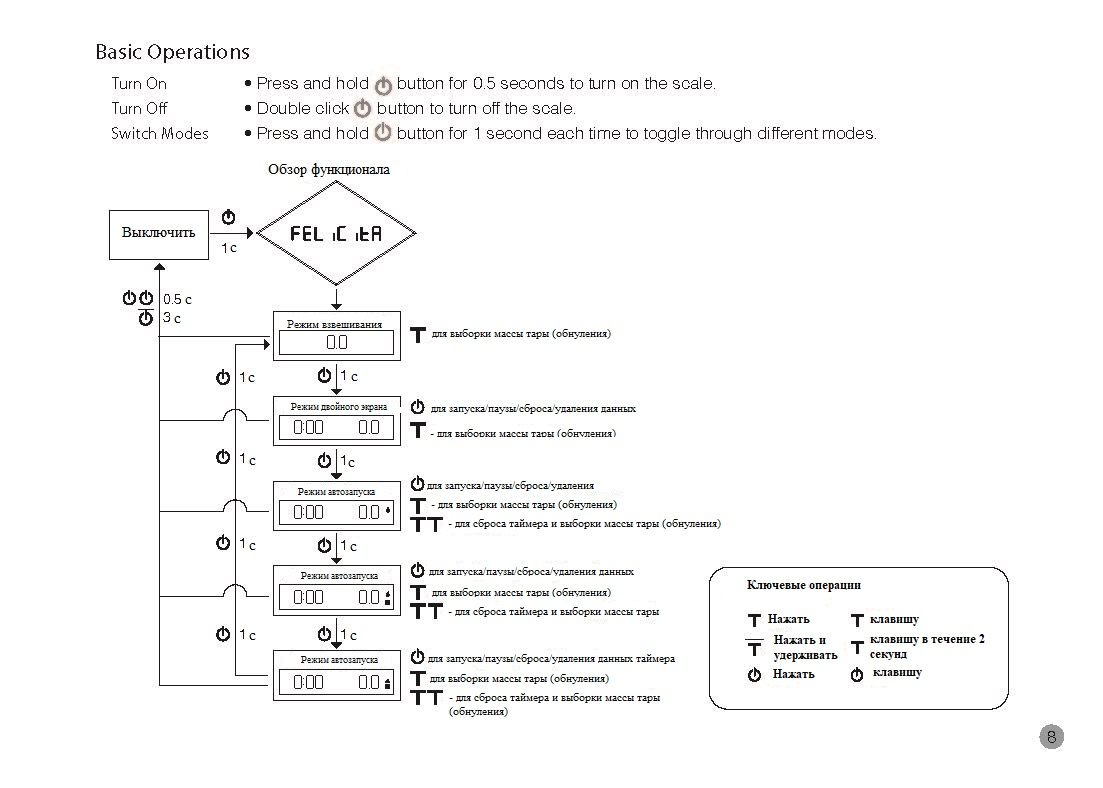 Basic Operations
Turn On • Press and hold button for 0.5 seconds to turn on the scale.
Turn Off • Double click button to turn off the scale.
Switch Modes • Press and hold button for 1 second each time to toggle through different modes.
Обзор функционала
Выключить
1 с
FELiCitA
0.5 с
3 с
Режим взвешивания
0.0
T для выборки массы тары (обнуления)
1 с
1 с
Режим двойного экрана
0:00 0.0
для запуска/паузы/сброса/удаления данных
T - для выборки массы тары (обнуления)
1 с
1 с
Режим автозапуска
0:00 0.0
для запуска/паузы/сброса/удаления
T - для выборки массы тары (обнуления)
TT - для сброса таймера и выборки массы тары (обнуления)
1 с
1 с
Режим автозапуска
0:00 0.0
для запуска/паузы/сброса/удаления данных
T для выборки массы тары (обнуления)
TT - для сброса таймера и выборки массы тары
1 с
1 с
Режим автозапуска
0:00 0.0
для запуска/паузы/сброса/удаления данных таймера
T для выборки массы тары (обнуления)
TT - для сброса таймера и выборки массы тары
(обнуления)
Ключевые операции
T Нажать T клавишу
T Нажать и удерживать T клавишу в течение 2 секунд
Нажать клавишу
8